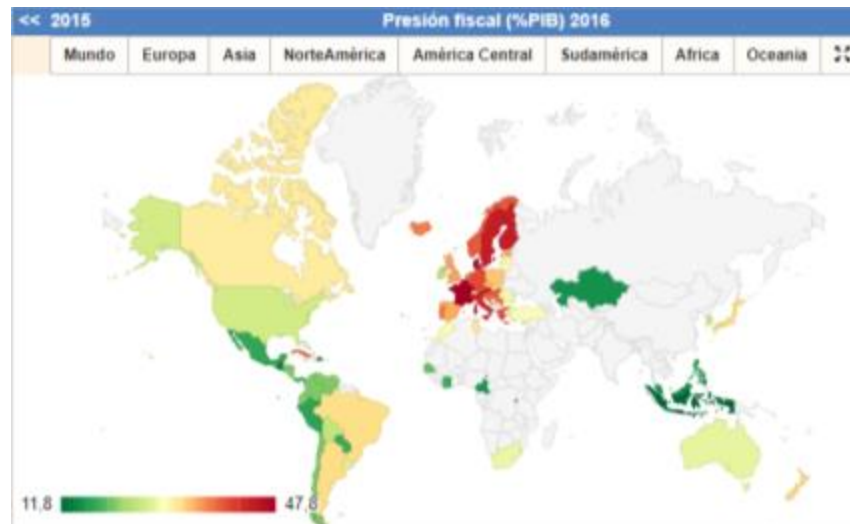 << 2015 Presión fiscal (%PIB) 2016
Mundo Europa Asia NorteAmérica América Central Sudamérica Africa Oceania
11,8 47,8